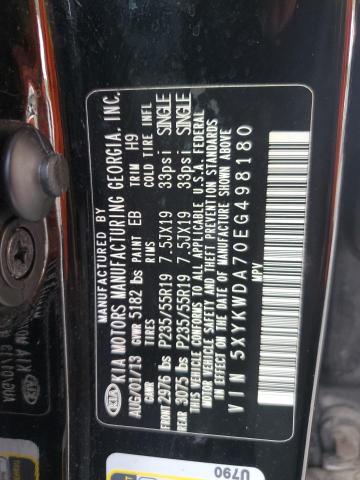 MANUFACTURED BY
KIA KIA MOTORS MANUFACTURING GEORGIA, INC.
AUG/01/13 GVWR 5182 lbs PAINT EB TRIM H9
GAWR TIRES RIMS COLD TIRE INFL
FRONT 2976 lbs P235/55R19 7.5JX19 33psi SINGLE
REAR 3075 lbs P235/55R19 7.5JX19 33psi SINGLE
THIS VEHICLE CONFORMS TO ALL APPLICABLE U.S.A. FEDERAL
MOTOR VEHICLE SAFETY AND THEFT PREVENTION STANDARDS
IN EFFECT ON THE DATE OF MANUFACTURE SHOWN ABOVE.
VIN 5XYKWDA70EG498180
MPV
U790